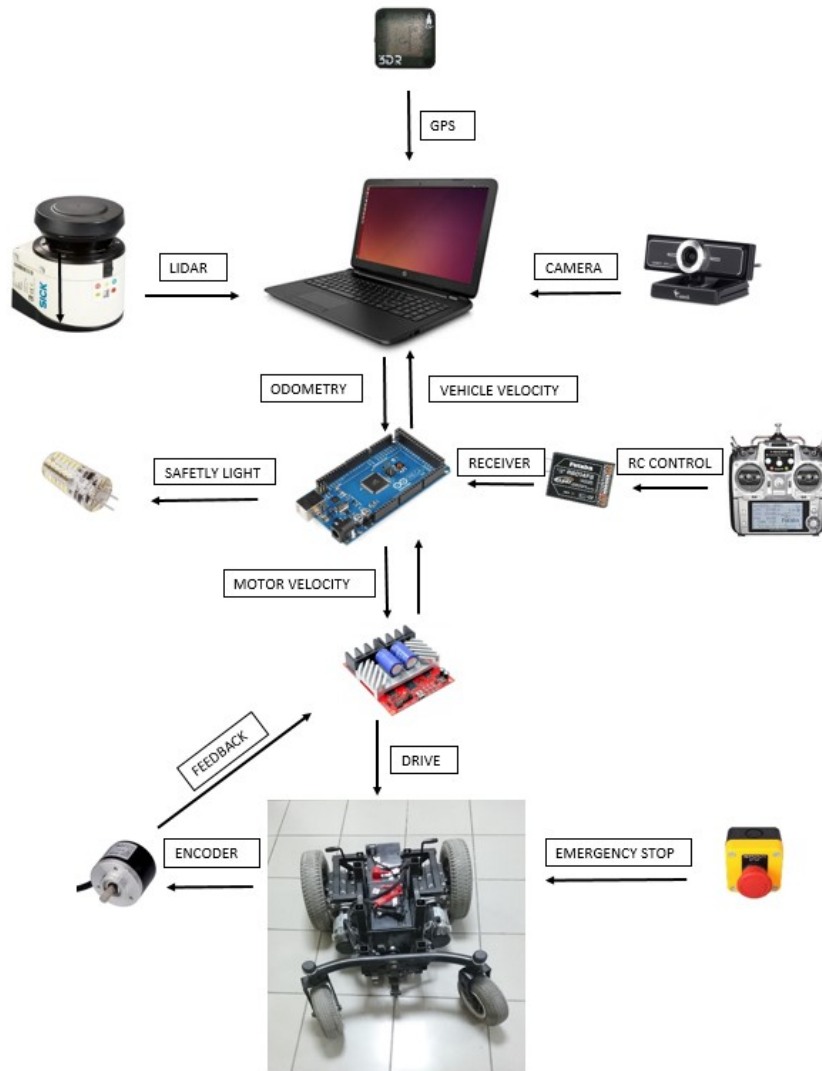 3DR
GPS
LIDAR
CAMERA
SICK
ODOMETRY
VEHICLE VELOCITY
SAFETLY LIGHT
RECEIVER
RC CONTROL
Futaba
MOTOR VELOCITY
FEEDBACK
DRIVE
ENCODER
EMERGENCY STOP